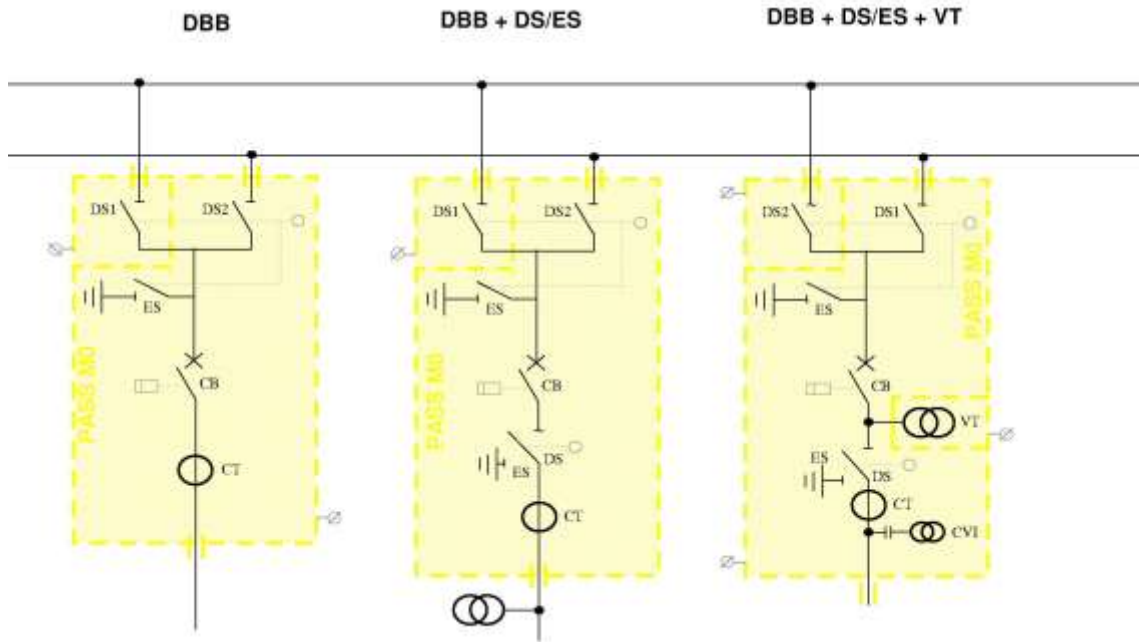 DBB
DBB + DS/ES
DBB + DS/ES + VT
DS1
DS2
ES
CB
CT
PASS M0
DS1
DS2
ES
CB
DS
ES
CT
PASS M0
DS2
DS1
ES
CB
VT
ES
DS
CT
CVI
PASS M0